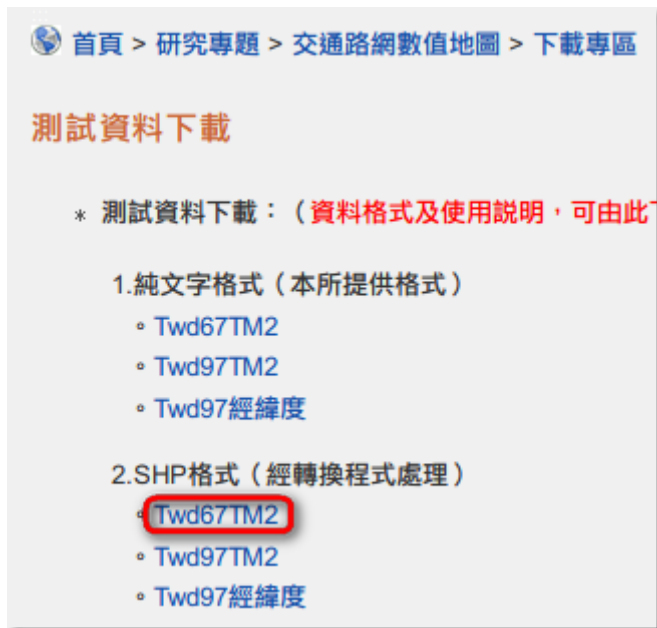 首頁 > 研究專題 > 交通路網數值地圖 > 下載專區
測試資料下載
* 測試資料下載：（資料格式及使用説明，可由此
1.純文字格式（本所提供格式）
Twd67TM2
Twd97TM2
Twd97經緯度
2.SHP格式（經轉換程式處理）
Twd67TM2
Twd97TM2
Twd97經緯度